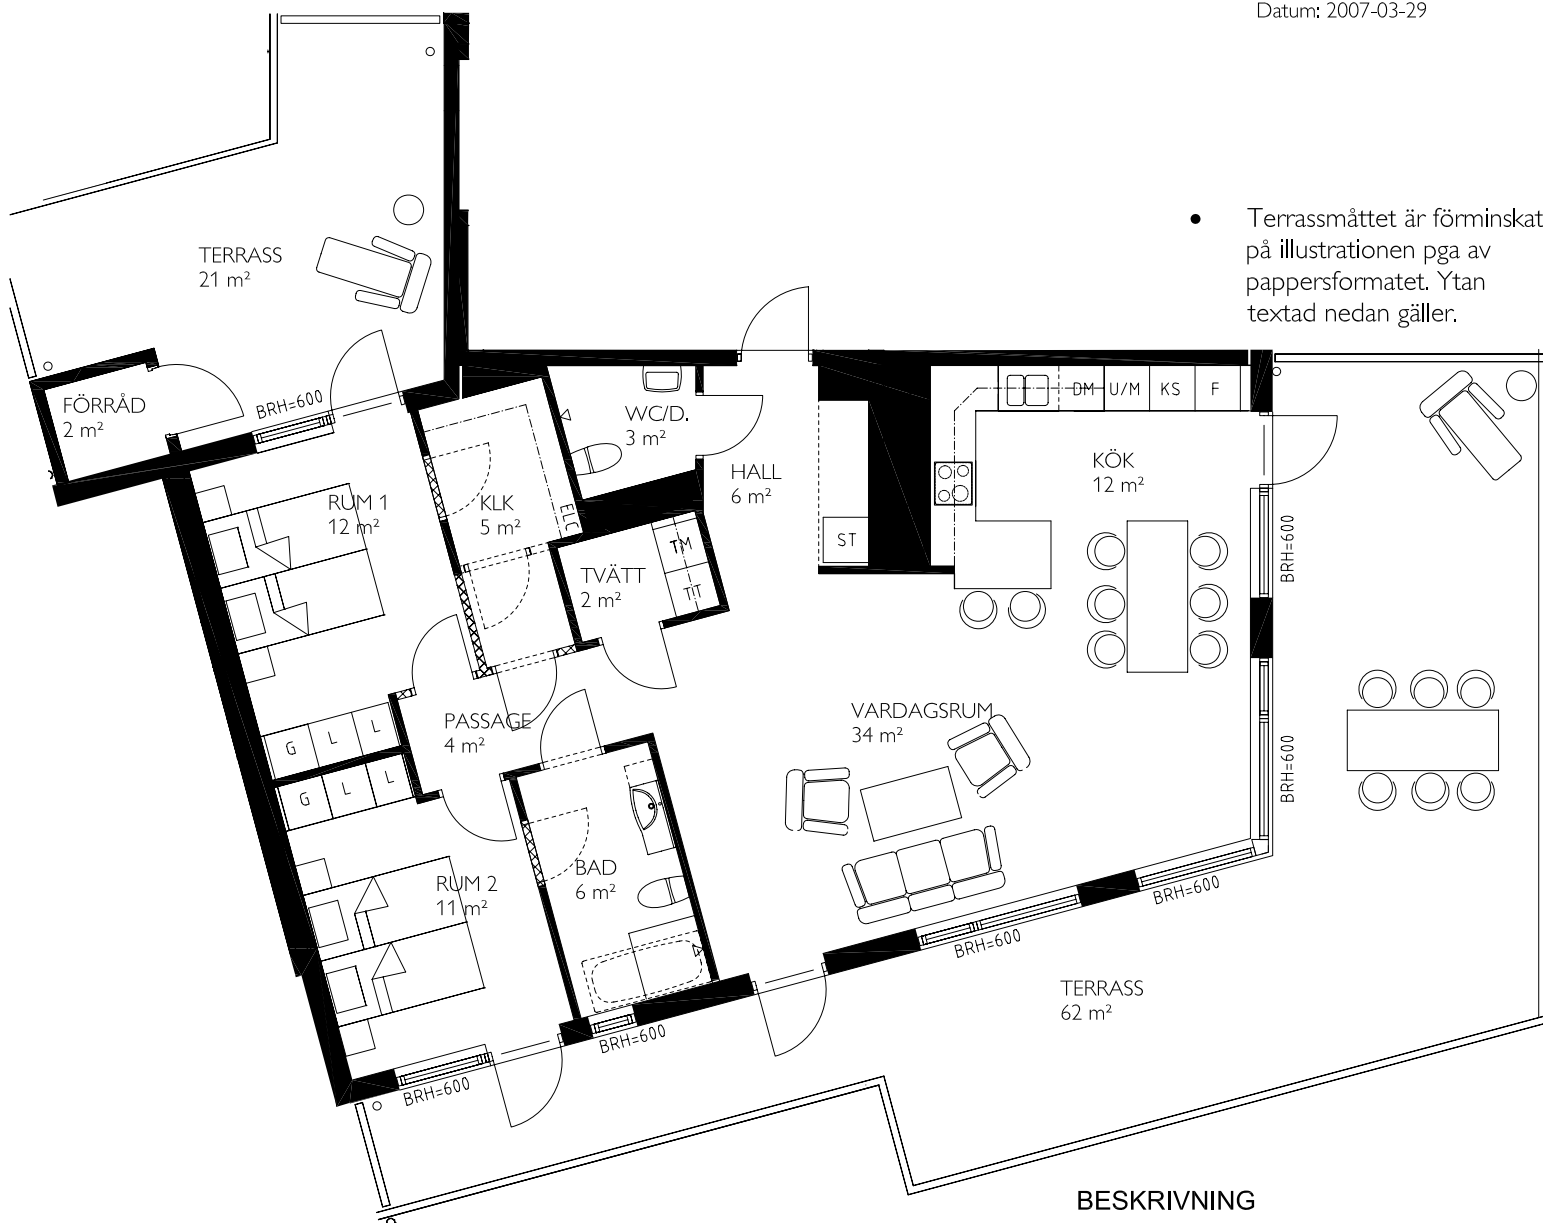 Datum: 2007-03-29
• Terrassmåttet är förminskat
på illustrationen pga av
pappersformatet. Ytan
textad nedan gäller.
TERRASS
21 m²
FÖRRÅD
2 m²
BRH=600
WC/D.
3 m²
DM U/M KS F
KÖK
12 m²
HALL
6 m²
RUM 1
12 m²
KLK
5 m²
ELC
ST
TM
TT
TVÄTT
2 m²
BRH=600
PASSAGE
4 m²
VARDAGSRUM
34 m²
G L L
G L L
BRH=600
BAD
6 m²
RUM 2
11 m²
BRH=600
BRH=600
TERRASS
62 m²
BRH=600
BRH=600
BESKRIVNING